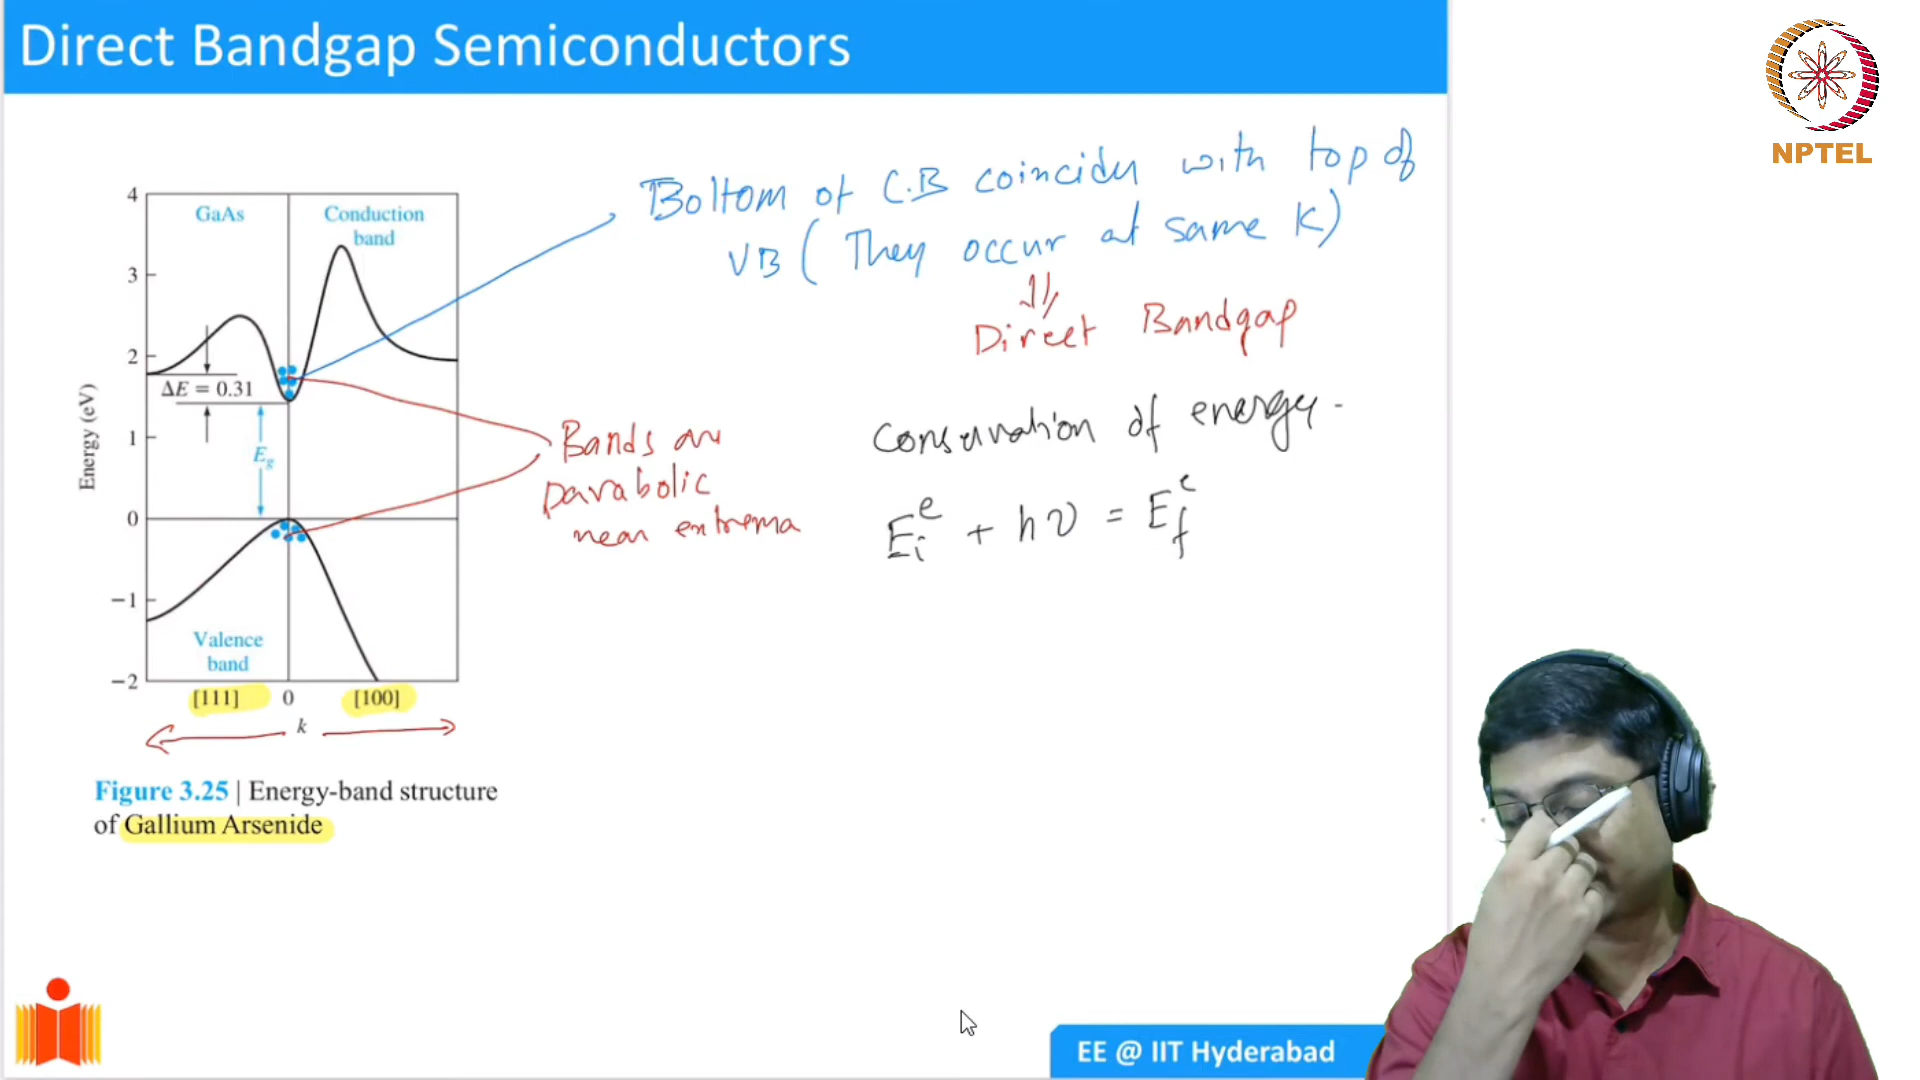 Direct Bandgap Semiconductors
NPTEL
Bottom of C.B coincides with top of
VB ( They occur at same K)
⇓
Direct Bandgap
conservation of energy.
E_i^e + hν = E_f^e
Bands are
parabolic
near extrema
4
3
2
1
0
−1
−2
Energy (eV)
GaAs
Conduction
band
ΔE = 0.31
E_g
Valence
band
[111]
0
[100]
k
Figure 3.25 | Energy-band structure
of Gallium Arsenide
EE @ IIT Hyderabad